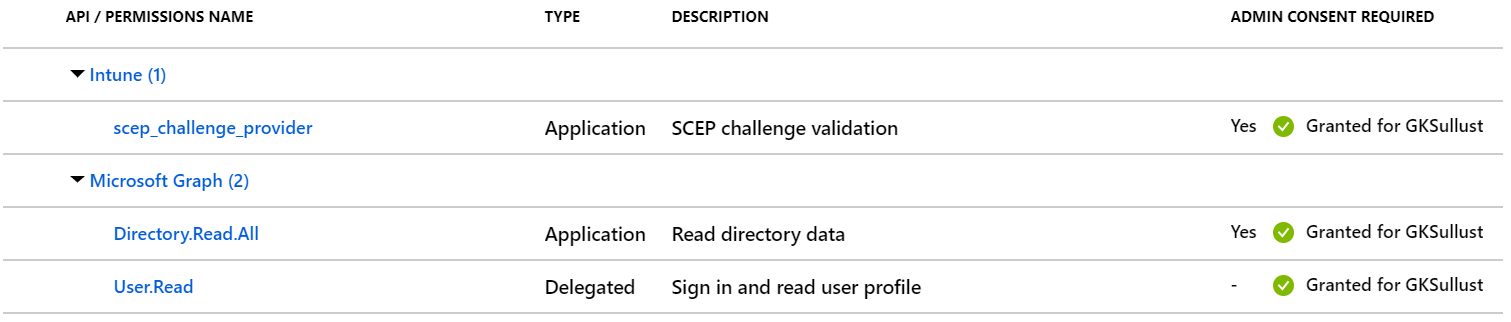 API / PERMISSIONS NAME TYPE DESCRIPTION ADMIN CONSENT REQUIRED
Intune (1)
scep_challenge_provider Application SCEP challenge validation Yes Granted for GKSullust
Microsoft Graph (2)
Directory.Read.All Application Read directory data Yes Granted for GKSullust
User.Read Delegated Sign in and read user profile - Granted for GKSullust